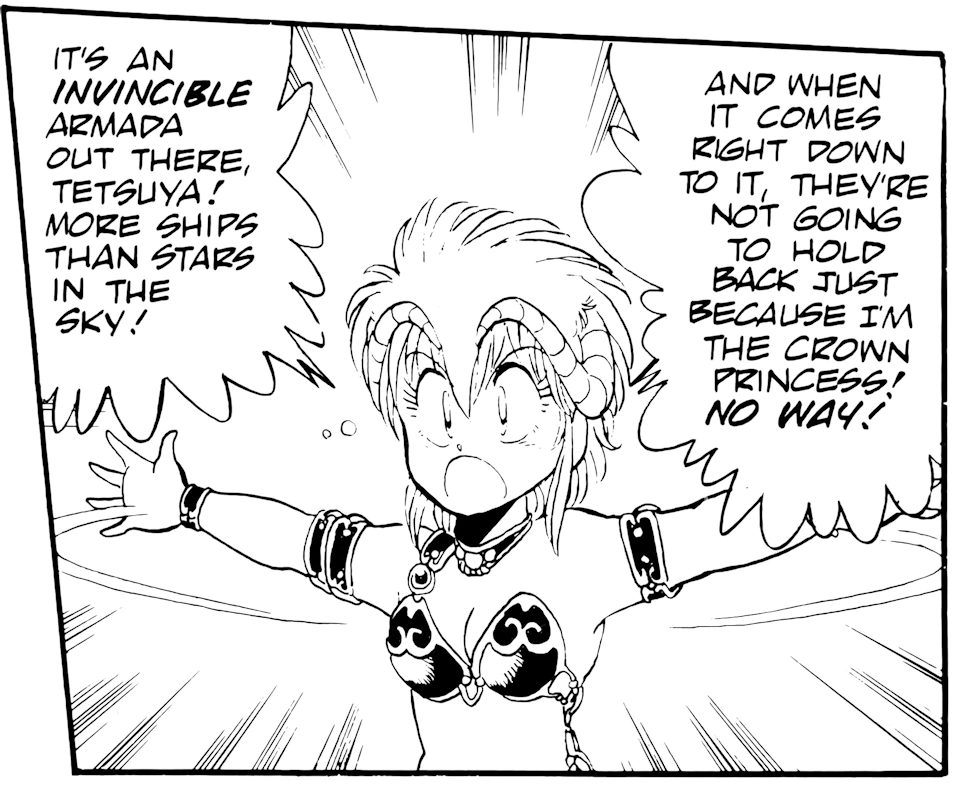 IT'S AN
INVINCIBLE
ARMADA
OUT THERE,
TETSUYA!
MORE SHIPS
THAN STARS
IN THE
SKY!
AND WHEN
IT COMES
RIGHT DOWN
TO IT, THEY'RE
NOT GOING
TO HOLD
BACK JUST
BECAUSE I'M
THE CROWN
PRINCESS!
NO WAY!